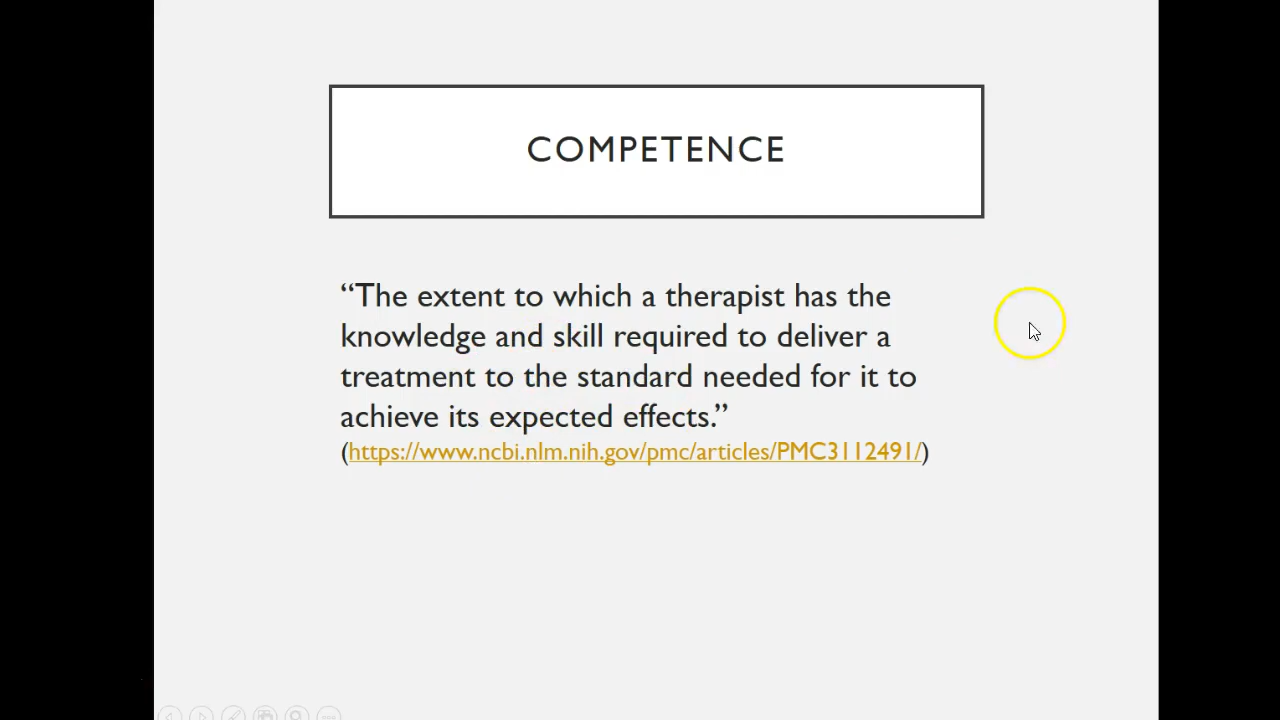 COMPETENCE
“The extent to which a therapist has the
knowledge and skill required to deliver a
treatment to the standard needed for it to
achieve its expected effects.”
(https://www.ncbi.nlm.nih.gov/pmc/articles/PMC3112491/)